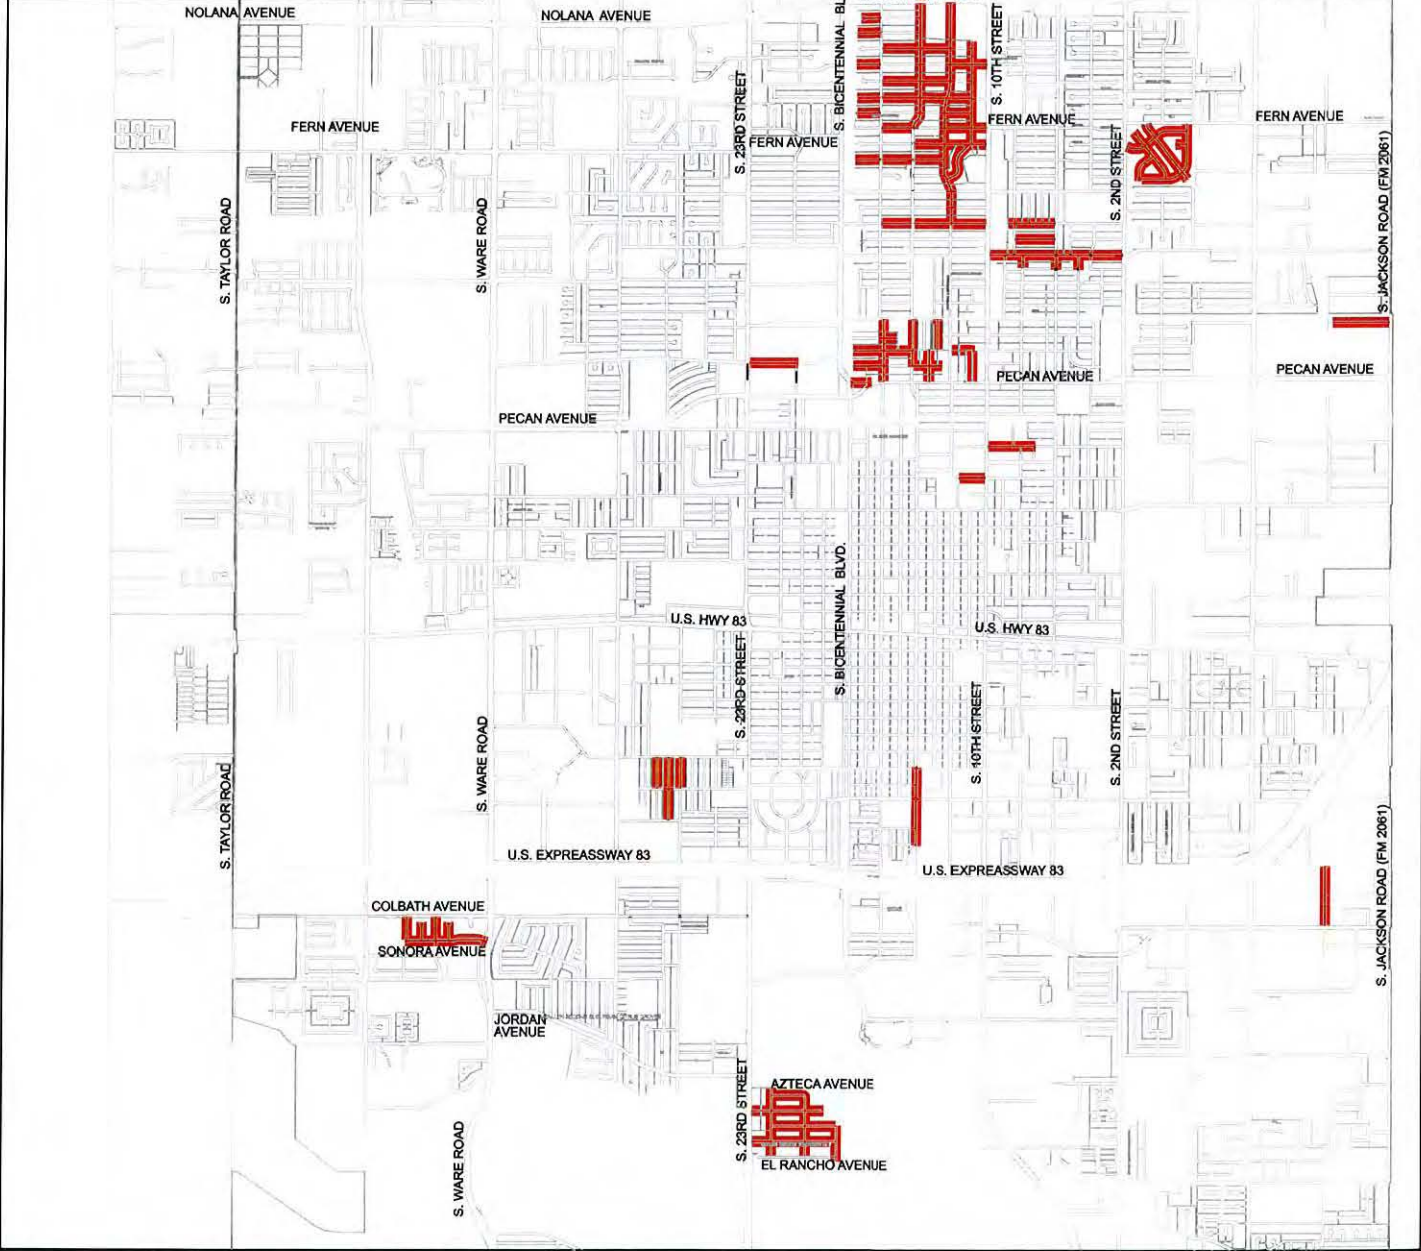 NOLANA AVENUE
NOLANA AVENUE
S. BICENTENNIAL BL
S. 10TH STREET
FERN AVENUE
S. 23RD STREET
FERN AVENUE
FERN AVENUE
S. 2ND STREET
FERN AVENUE
S. JACKSON ROAD (FM 2061)
S. TAYLOR ROAD
S. WARE ROAD
PECAN AVENUE
PECAN AVENUE
PECAN AVENUE
S. BICENTENNIAL BLVD.
U.S. HWY 83
U.S. HWY 83
S. 23RD STREET
S. 10TH STREET
S. 2ND STREET
S. WARE ROAD
S. TAYLOR ROAD
U.S. EXPREASSWAY 83
U.S. EXPREASSWAY 83
S. JACKSON ROAD (FM 2061)
COLBATH AVENUE
SONORA AVENUE
JORDAN
AVENUE
S. 23RD STREET
AZTECA AVENUE
EL RANCHO AVENUE
S. WARE ROAD